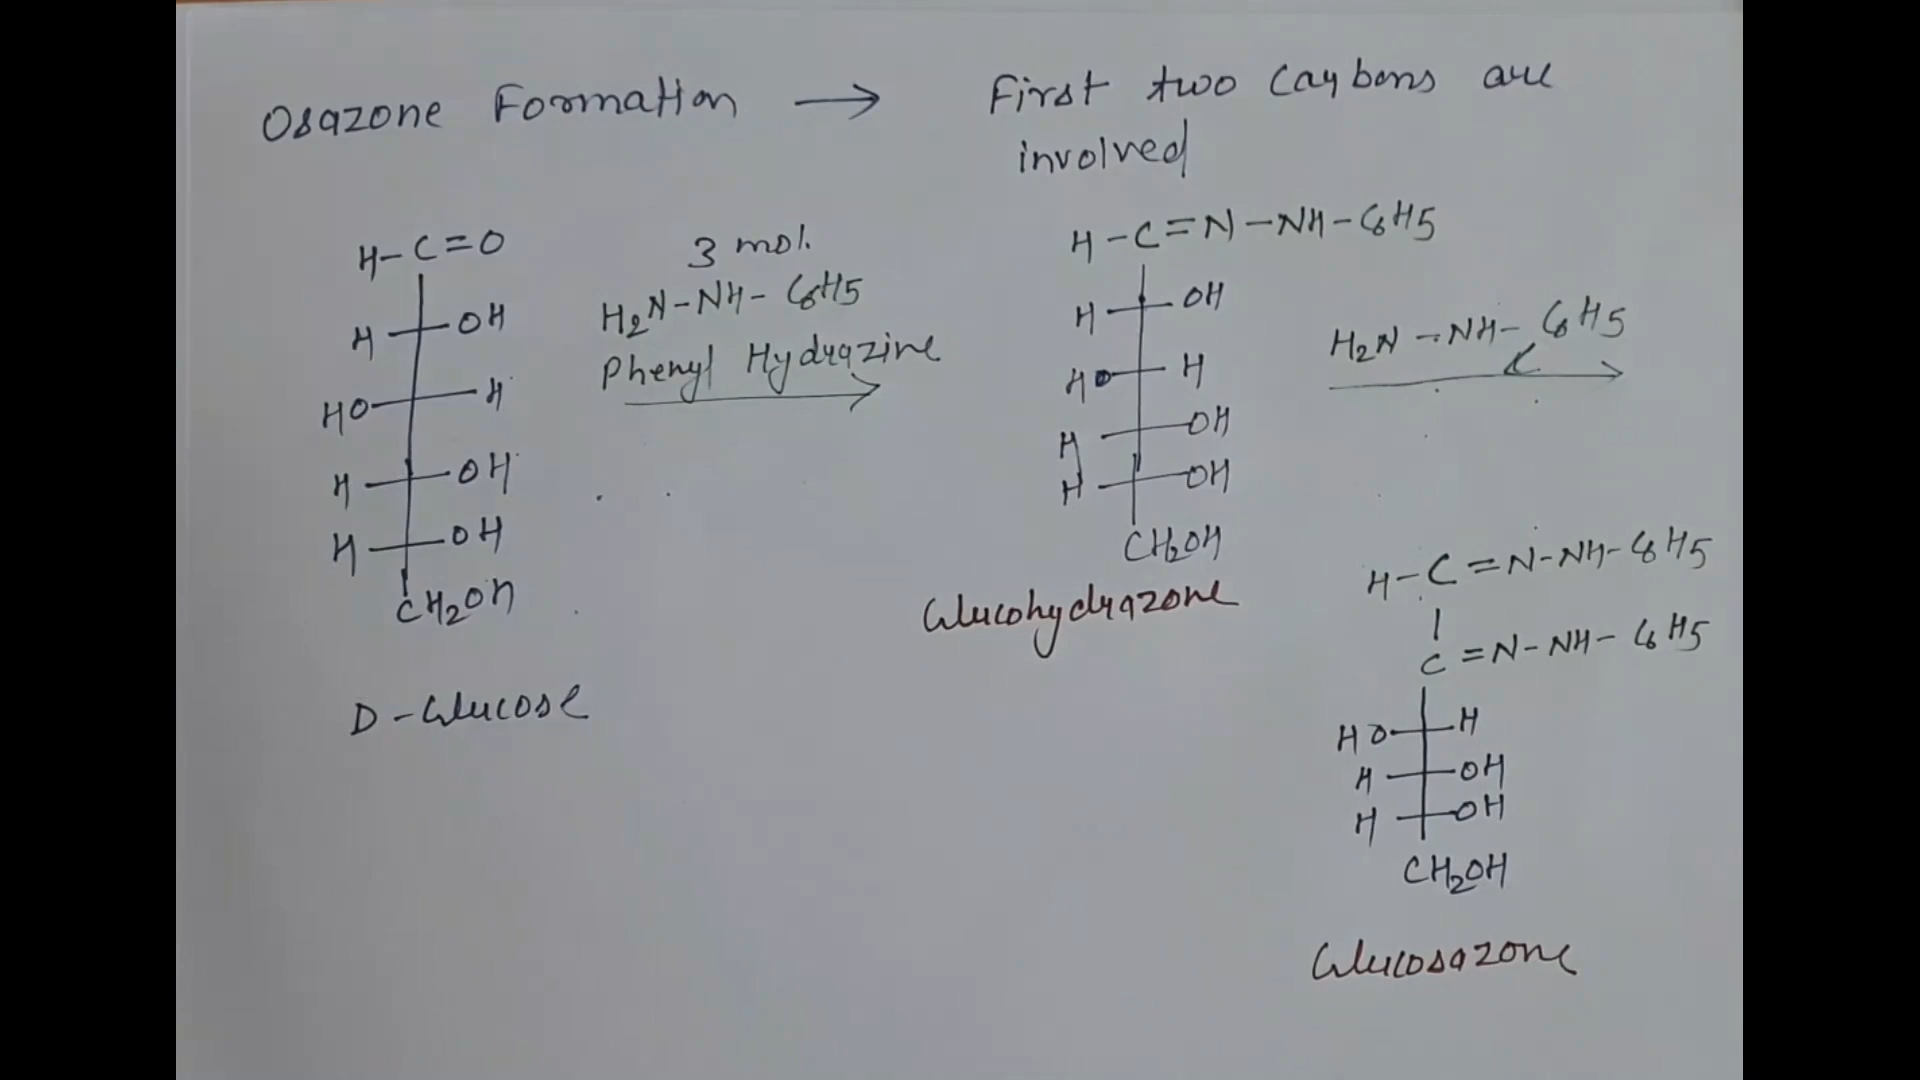 Osazone Formation → First two Carbons are
involved
H-C=O
H OH
HO H
H OH
H OH
CH2OH
D-Glucose
3 mol.
H2N-NH-C6H5
Phenyl Hydrazine
H-C=N-NH-C6H5
H OH
HO H
H OH
H OH
CH2OH
Glucohydrazone
H2N-NH-C6H5
H-C=N-NH-C6H5
C=N-NH-C6H5
HO H
H OH
H OH
CH2OH
Glucosazone